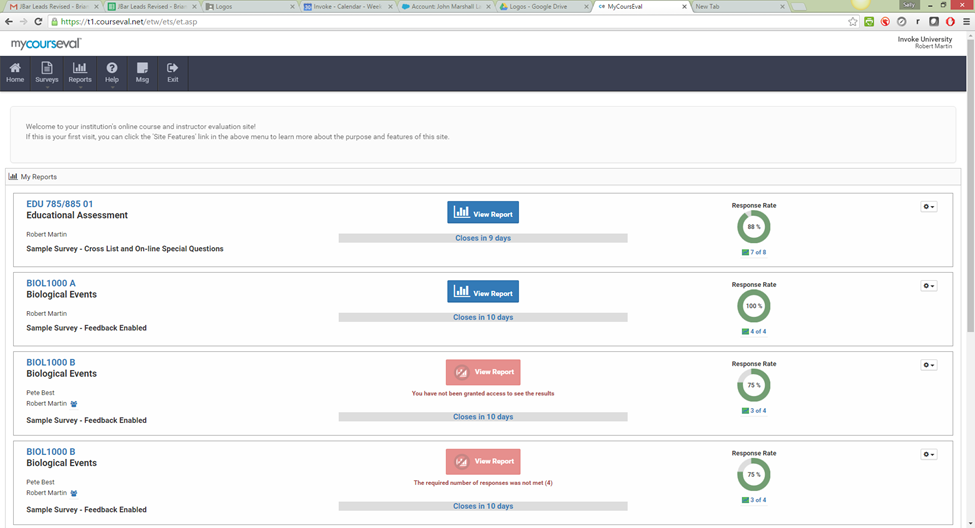 JBar Leads Revised - Brian
JBar Leads Revised - Brian
Logos
Invoke - Calendar - Week
Account: John Marshall L
Logos - Google Drive
MyCoursEval
New Tab
Sefy
https://t1.courseval.net/etw/ets/et.asp
mycourseval
Invoke University
Robert Martin
Home
Surveys
Reports
Help
Msg
Exit
Welcome to your institution's online course and instructor evaluation site!
If this is your first visit, you can click the 'Site Features' link in the above menu to learn more about the purpose and features of this site.
My Reports
EDU 785/885 01
Educational Assessment
Robert Martin
Sample Survey - Cross List and On-line Special Questions
View Report
Closes in 9 days
Response Rate
88 %
7 of 8
BIOL1000 A
Biological Events
Robert Martin
Sample Survey - Feedback Enabled
View Report
Closes in 10 days
Response Rate
100 %
4 of 4
BIOL1000 B
Biological Events
Pete Best
Robert Martin
Sample Survey - Feedback Enabled
View Report
You have not been granted access to see the results
Closes in 10 days
Response Rate
75 %
3 of 4
BIOL1000 B
Biological Events
Pete Best
Robert Martin
Sample Survey - Feedback Enabled
View Report
The required number of responses was not met (4)
Closes in 10 days
Response Rate
75 %
3 of 4